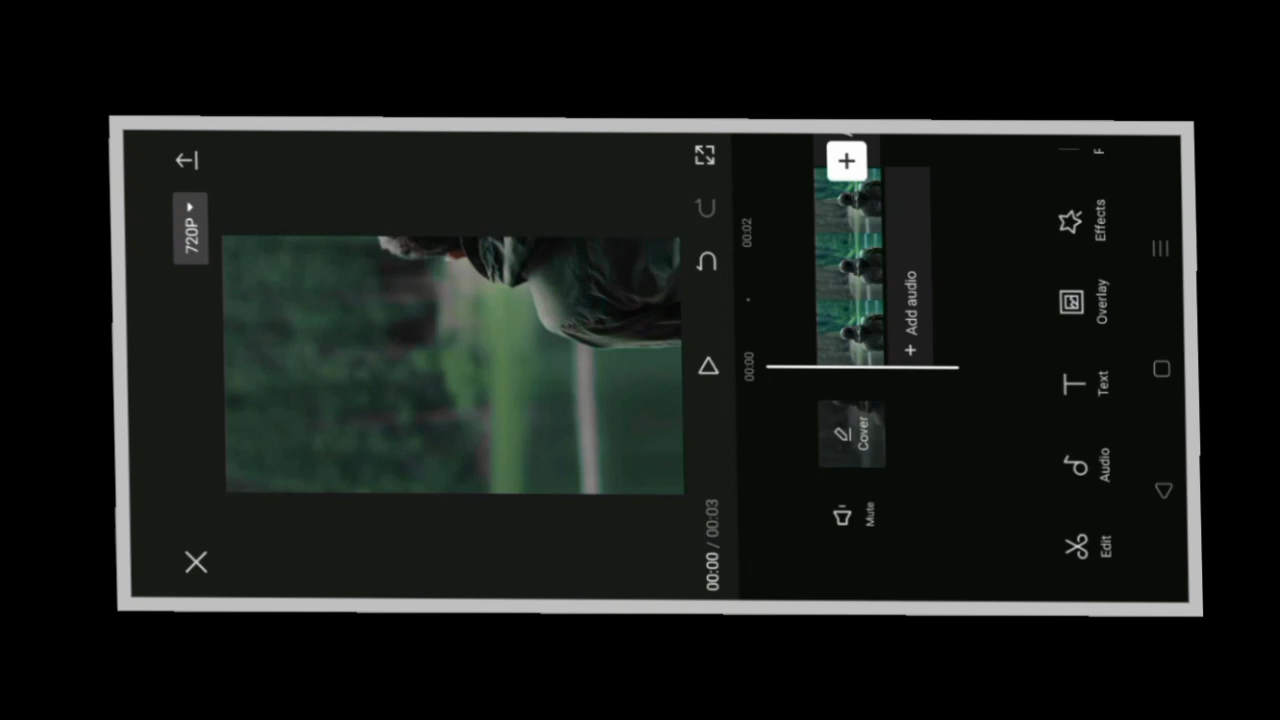 720P
00:00 / 00:03
00:00
00:02
Mute
Cover
+ Add audio
Edit
Audio
Text
Overlay
Effects